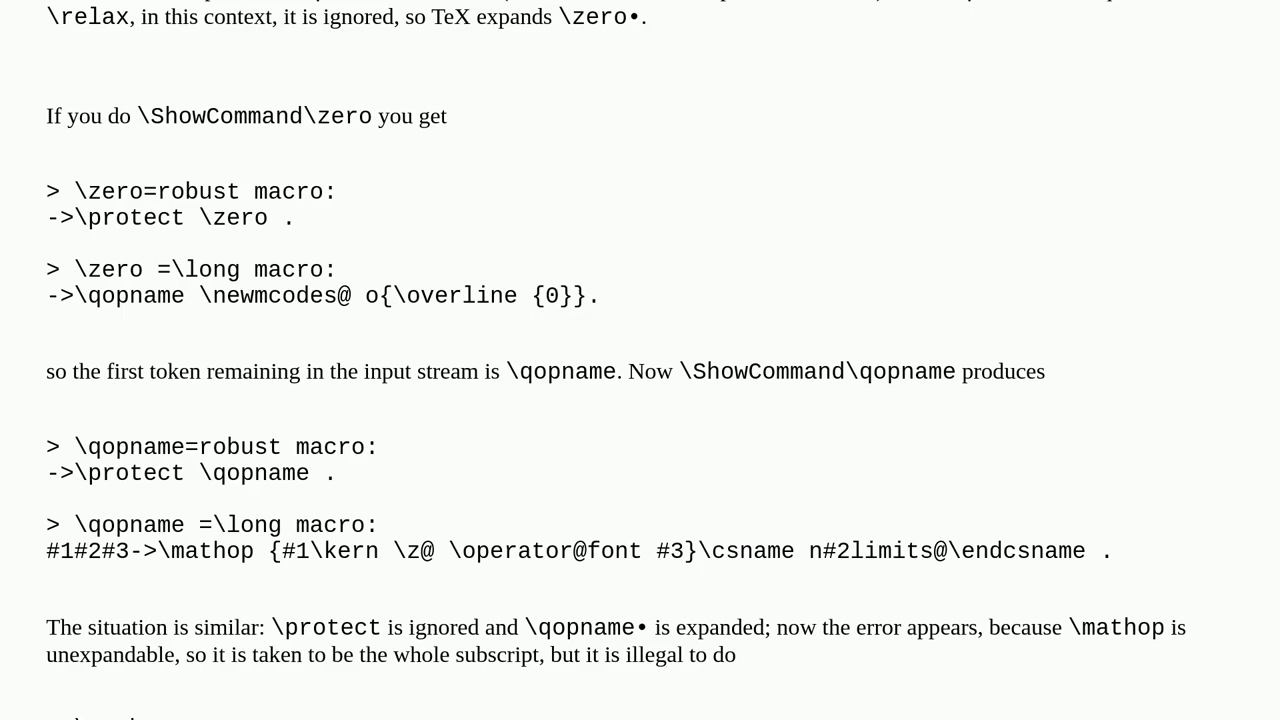 \relax, in this context, it is ignored, so TeX expands \zero•.
If you do \ShowCommand\zero you get
> \zero=robust macro:
->\protect \zero .
> \zero =\long macro:
->\qopname \newmcodes@ o{\overline {0}}.
so the first token remaining in the input stream is \qopname. Now \ShowCommand\qopname produces
> \qopname=robust macro:
->\protect \qopname .
> \qopname =\long macro:
#1#2#3->\mathop {#1\kern \z@ \operator@font #3}\csname n#2limits@\endcsname .
The situation is similar: \protect is ignored and \qopname• is expanded; now the error appears, because \mathop is
unexpandable, so it is taken to be the whole subscript, but it is illegal to do